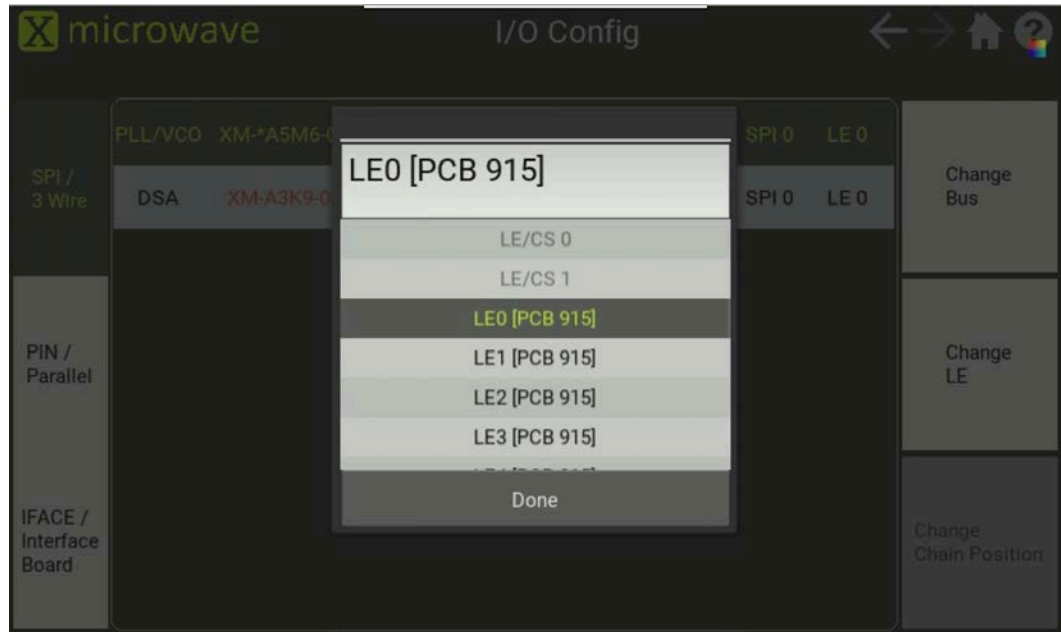 X microwave
I/O Config
PLL/VCO XM-*A5M6-0 SPI 0 LE 0
DSA XM-A3K9-0 SPI 0 LE 0
SPI /
3 Wire
PIN /
Parallel
IFACE /
Interface
Board
LE0 [PCB 915]
LE/CS 0
LE/CS 1
LE0 [PCB 915]
LE1 [PCB 915]
LE2 [PCB 915]
LE3 [PCB 915]
Done
Change
Bus
Change
LE
Change
Chain Position